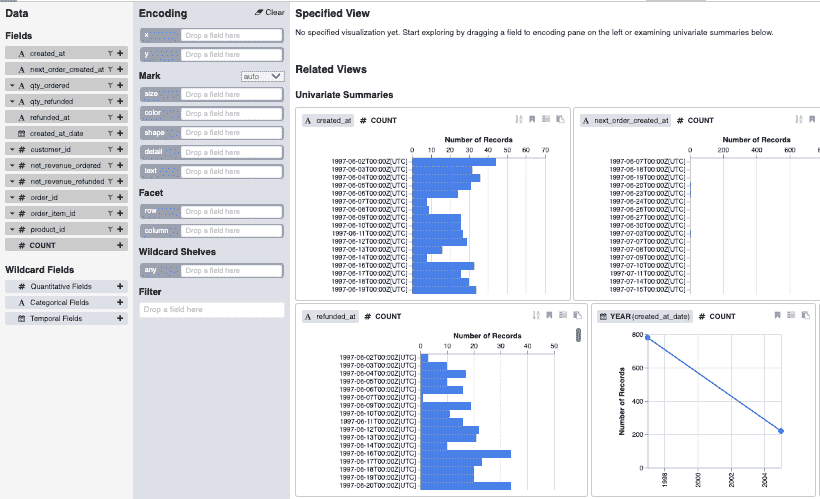 Data
Fields
A created_at
A next_order_created_at
A qty_ordered
A qty_refunded
A refunded_at
created_at_date
# customer_id
# net_revenue_ordered
# net_revenue_refunded
# order_id
# order_item_id
# product_id
# COUNT
Wildcard Fields
# Quantitative Fields
A Categorical Fields
Temporal Fields
Encoding
Clear
x Drop a field here
y Drop a field here
Mark
auto
size Drop a field here
color Drop a field here
shape Drop a field here
detail Drop a field here
text Drop a field here
Facet
row Drop a field here
column Drop a field here
Wildcard Shelves
any Drop a field here
Filter
Drop a field here
Specified View
No specified visualization yet. Start exploring by dragging a field to encoding pane on the left or examining univariate summaries below.
Related Views
Univariate Summaries
A created_at # COUNT
Number of Records
0 10 20 30 40 50 60 70
1997-06-02T00:00Z[UTC]
1997-06-03T00:00Z[UTC]
1997-06-04T00:00Z[UTC]
1997-06-05T00:00Z[UTC]
1997-06-06T00:00Z[UTC]
1997-06-07T00:00Z[UTC]
1997-06-08T00:00Z[UTC]
1997-06-09T00:00Z[UTC]
1997-06-10T00:00Z[UTC]
1997-06-11T00:00Z[UTC]
1997-06-12T00:00Z[UTC]
1997-06-13T00:00Z[UTC]
1997-06-14T00:00Z[UTC]
1997-06-16T00:00Z[UTC]
1997-06-17T00:00Z[UTC]
1997-06-18T00:00Z[UTC]
1997-06-19T00:00Z[UTC]
A next_order_created_at # COUNT
0 200 400 600
1997-06-07T00:00Z[UTC]
1997-06-18T00:00Z[UTC]
1997-06-19T00:00Z[UTC]
1997-06-20T00:00Z[UTC]
1997-06-23T00:00Z[UTC]
1997-06-24T00:00Z[UTC]
1997-06-26T00:00Z[UTC]
1997-06-27T00:00Z[UTC]
1997-06-30T00:00Z[UTC]
1997-07-03T00:00Z[UTC]
1997-07-07T00:00Z[UTC]
1997-07-08T00:00Z[UTC]
1997-07-09T00:00Z[UTC]
1997-07-10T00:00Z[UTC]
1997-07-11T00:00Z[UTC]
1997-07-14T00:00Z[UTC]
1997-07-15T00:00Z[UTC]
A refunded_at # COUNT
Number of Records
0 10 20 30 40 50
1997-06-02T00:00Z[UTC]
1997-06-03T00:00Z[UTC]
1997-06-04T00:00Z[UTC]
1997-06-05T00:00Z[UTC]
1997-06-06T00:00Z[UTC]
1997-06-07T00:00Z[UTC]
1997-06-09T00:00Z[UTC]
1997-06-10T00:00Z[UTC]
1997-06-11T00:00Z[UTC]
1997-06-12T00:00Z[UTC]
1997-06-13T00:00Z[UTC]
1997-06-14T00:00Z[UTC]
1997-06-16T00:00Z[UTC]
1997-06-17T00:00Z[UTC]
1997-06-18T00:00Z[UTC]
1997-06-19T00:00Z[UTC]
1997-06-20T00:00Z[UTC]
YEAR (created_at_date) # COUNT
Number of Records
800
600
400
200
0
1998 2000 2002 2004